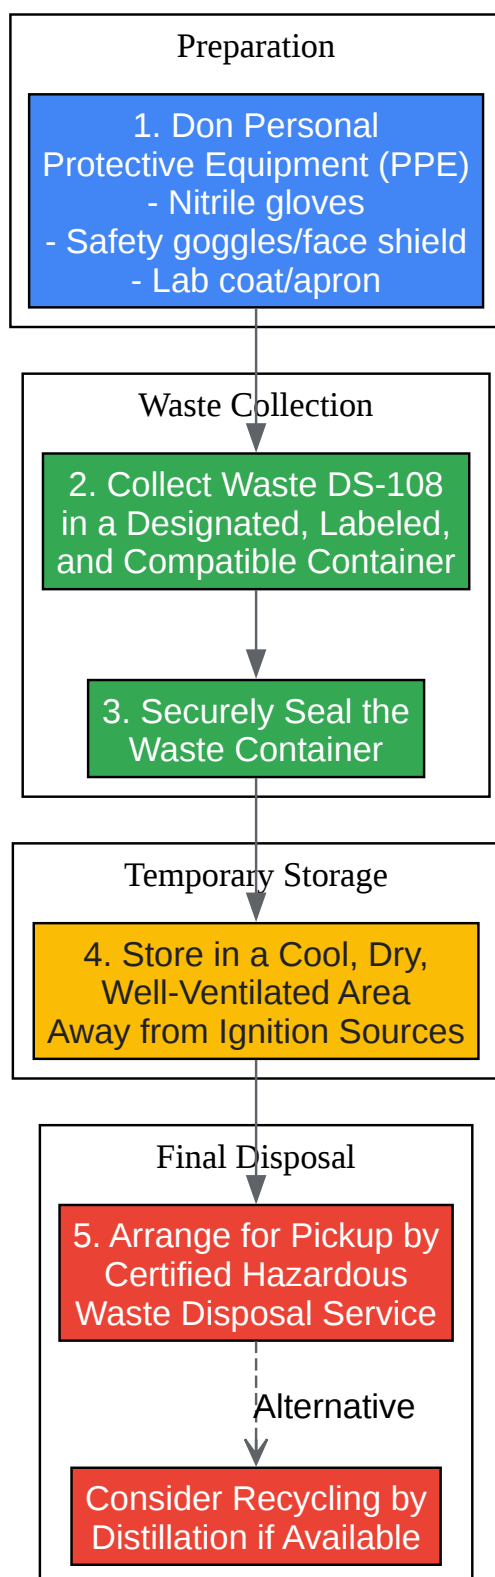 Preparation
1. Don Personal
Protective Equipment (PPE)
- Nitrile gloves
- Safety goggles/face shield
- Lab coat/apron
Waste Collection
2. Collect Waste DS-108
in a Designated, Labeled,
and Compatible Container
3. Securely Seal the
Waste Container
Temporary Storage
4. Store in a Cool, Dry,
Well-Ventilated Area
Away from Ignition Sources
Final Disposal
5. Arrange for Pickup by
Certified Hazardous
Waste Disposal Service
Alternative
Consider Recycling by
Distillation if Available